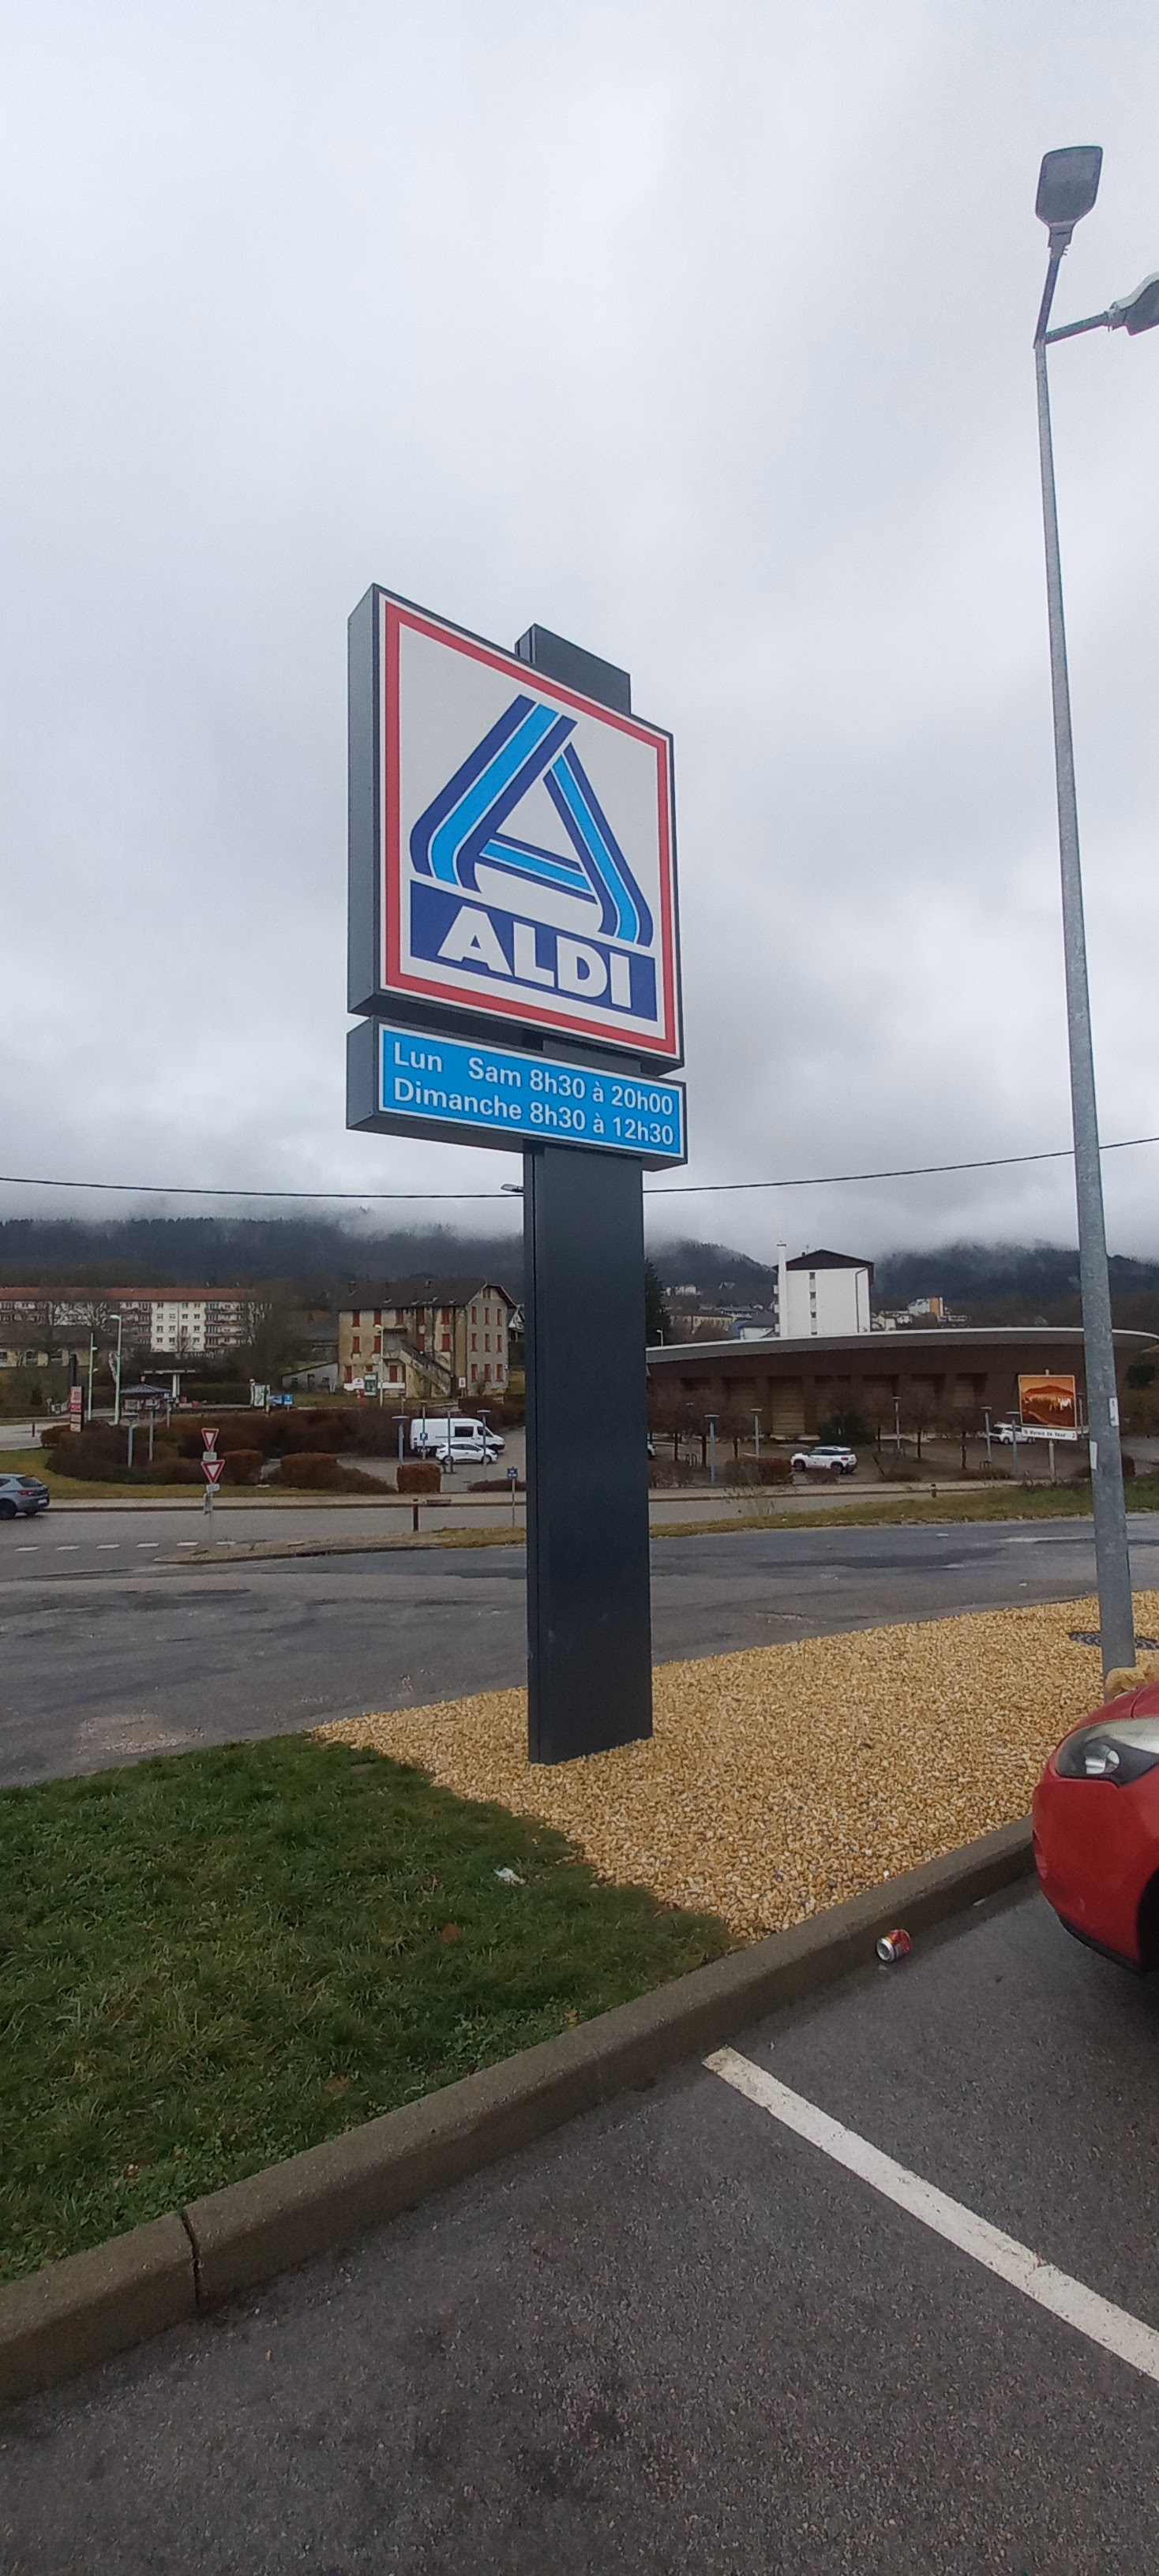 ALDI
Lun Sam 8h30 à 20h00
Dimanche 8h30 à 12h30